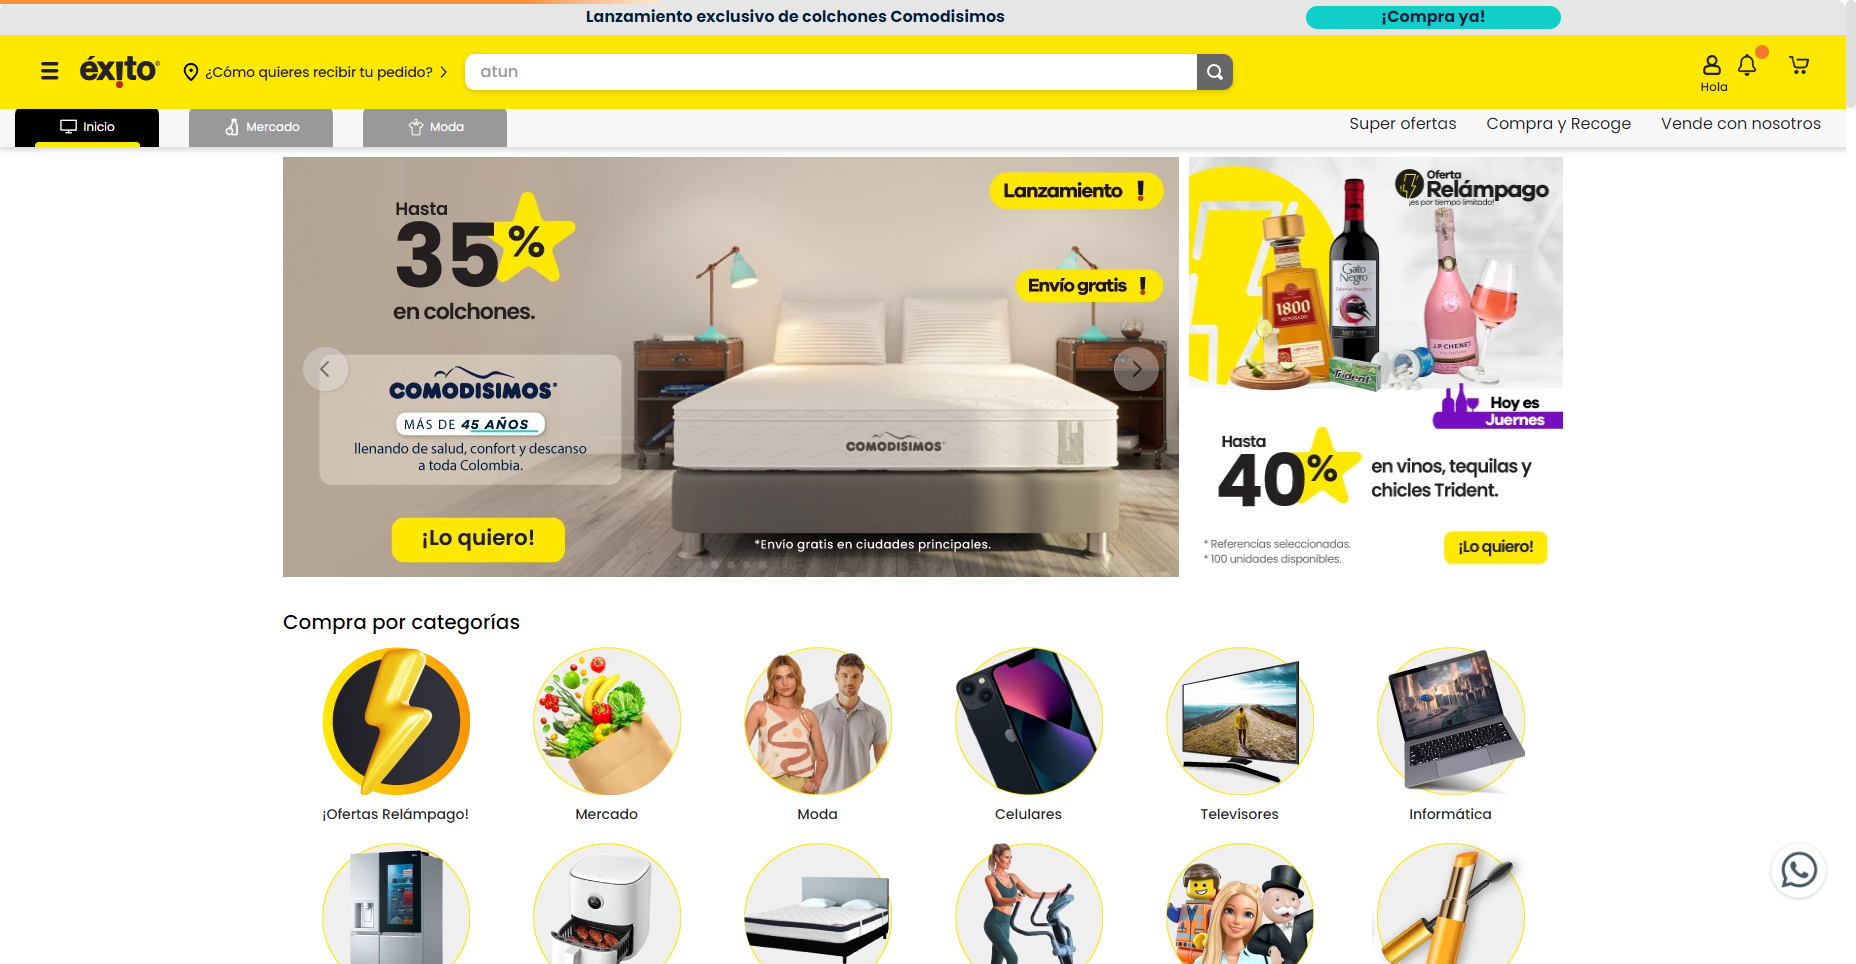 Lanzamiento exclusivo de colchones Comodisimos
¡Compra ya!
éxito
¿Cómo quieres recibir tu pedido?
atun
Hola
Inicio
Mercado
Moda
Super ofertas
Compra y Recoge
Vende con nosotros
Hasta
35%
en colchones.
COMODISIMOS
MÁS DE 45 AÑOS
llenando de salud, confort y descanso
a toda Colombia.
¡Lo quiero!
Lanzamiento !
Envío gratis !
COMODISIMOS
*Envío gratis en ciudades principales.
Oferta
Relámpago
¡es por tiempo limitado!
1800
REPOSADO
Gato
Negro
Cabernet Sauvignon
J.P. CHENET
Trident
Hoy es
Juernes
Hasta
40%
en vinos, tequilas y
chicles Trident.
* Referencias seleccionadas.
* 100 unidades disponibles.
¡Lo quiero!
Compra por categorías
¡Ofertas Relámpago!
Mercado
Moda
Celulares
Televisores
Informática